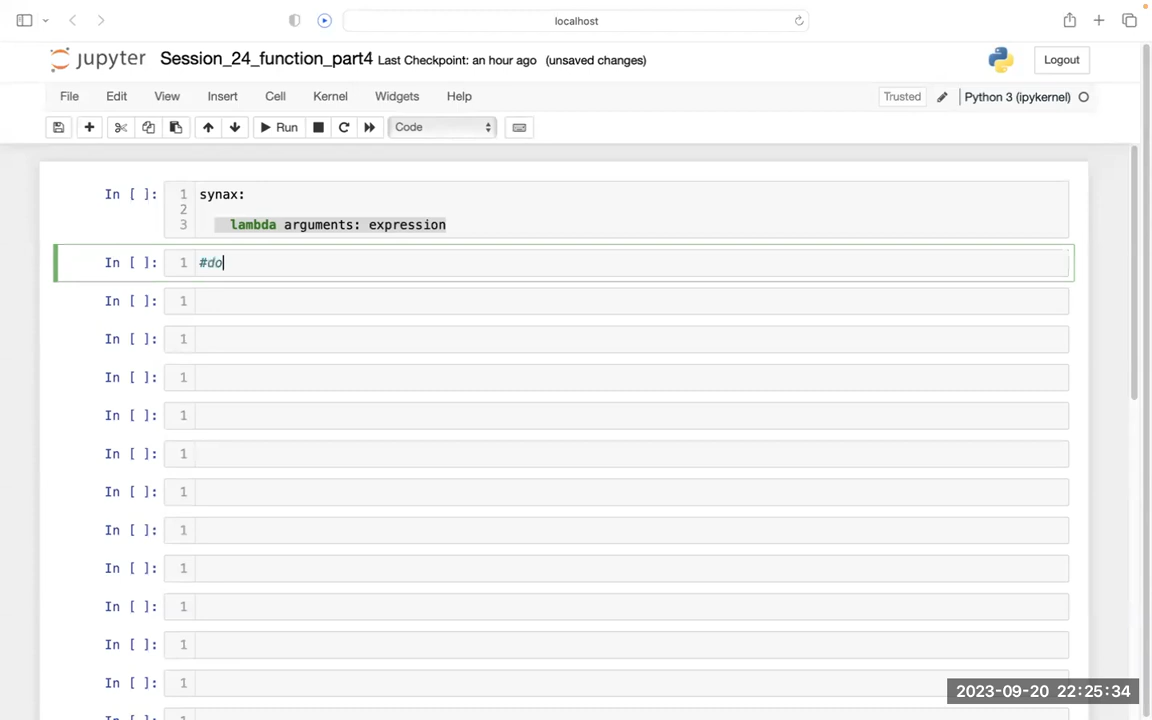 localhost
jupyter Session_24_function_part4 Last Checkpoint: an hour ago (unsaved changes) Logout
File Edit View Insert Cell Kernel Widgets Help Trusted Python 3 (ipykernel)
Run Code
In [ ]: 1 synax:
2
3 lambda arguments: expression
In [ ]: 1 #do
In [ ]: 1
In [ ]: 1
In [ ]: 1
In [ ]: 1
In [ ]: 1
In [ ]: 1
In [ ]: 1
In [ ]: 1
In [ ]: 1
In [ ]: 1
In [ ]: 1
2023-09-20 22:25:34